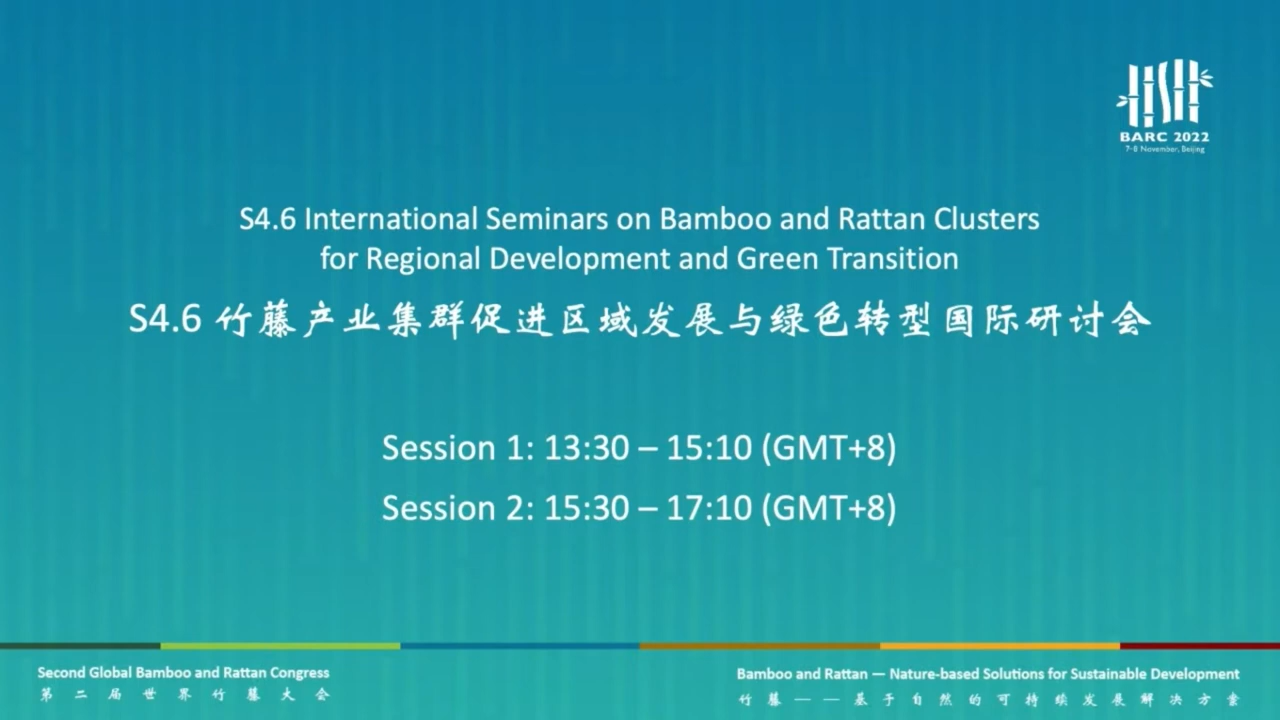 BARC 2022
7-8 November, Beijing
S4.6 International Seminars on Bamboo and Rattan Clusters
for Regional Development and Green Transition
S4.6 竹藤产业集群促进区域发展与绿色转型国际研讨会
Session 1: 13:30 – 15:10 (GMT+8)
Session 2: 15:30 – 17:10 (GMT+8)
Second Global Bamboo and Rattan Congress
第二届世界竹藤大会
Bamboo and Rattan — Nature-based Solutions for Sustainable Development
竹藤——基于自然的可持续发展解决方案